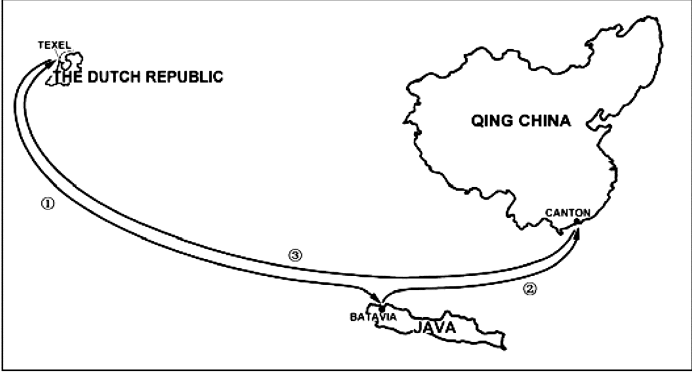 TEXEL
THE DUTCH REPUBLIC
QING CHINA
CANTON
①
③
②
BATAVIA
JAVA